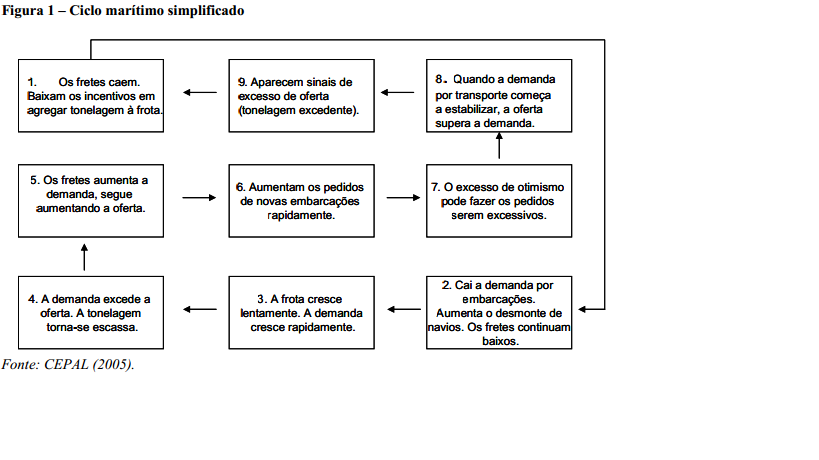 Figura 1 – Ciclo marítimo simplificado
1. Os fretes caem.
Baixam os incentivos em
agregar tonelagem à frota.
9. Aparecem sinais de
excesso de oferta
(tonelagem excedente).
8. Quando a demanda
por transporte começa
a estabilizar, a oferta
supera a demanda.
5. Os fretes aumenta a
demanda, segue
aumentando a oferta.
6. Aumentam os pedidos
de novas embarcações
rapidamente.
7. O excesso de otimismo
pode fazer os pedidos
serem excessivos.
4. A demanda excede a
oferta. A tonelagem
torna-se escassa.
3. A frota cresce
lentamente. A demanda
cresce rapidamente.
2. Cai a demanda por
embarcações.
Aumenta o desmonte de
navios. Os fretes continuam
baixos.
Fonte: CEPAL (2005).